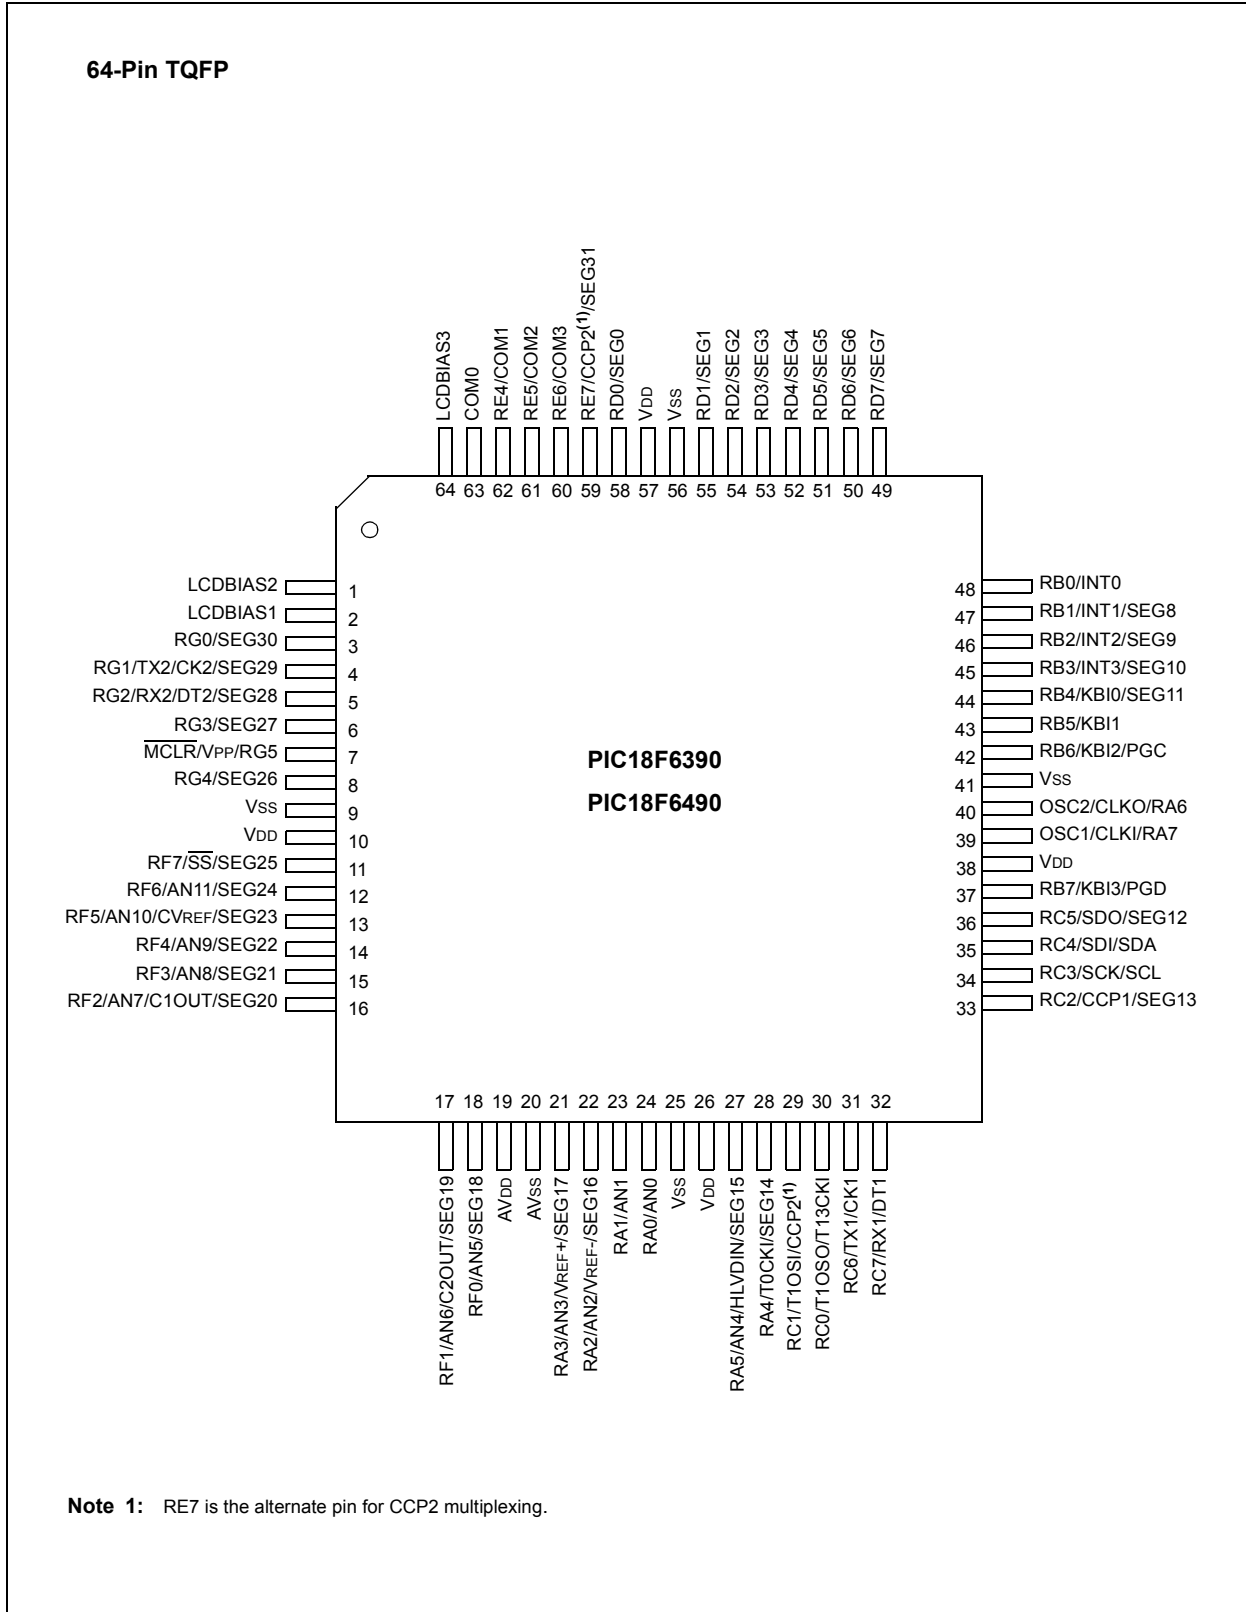 64-Pin TQFP
LCDBIAS3
COM0
RE4/COM1
RE5/COM2
RE6/COM3
RE7/CCP2(1)/SEG31
RD0/SEG0
VDD
VSS
RD1/SEG1
RD2/SEG2
RD3/SEG3
RD4/SEG4
RD5/SEG5
RD6/SEG6
RD7/SEG7
64 63 62 61 60 59 58 57 56 55 54 53 52 51 50 49
LCDBIAS2 1
LCDBIAS1 2
RG0/SEG30 3
RG1/TX2/CK2/SEG29 4
RG2/RX2/DT2/SEG28 5
RG3/SEG27 6
MCLR/VPP/RG5 7
RG4/SEG26 8
VSS 9
VDD 10
RF7/SS/SEG25 11
RF6/AN11/SEG24 12
RF5/AN10/CVREF/SEG23 13
RF4/AN9/SEG22 14
RF3/AN8/SEG21 15
RF2/AN7/C1OUT/SEG20 16
PIC18F6390
PIC18F6490
48 RB0/INT0
47 RB1/INT1/SEG8
46 RB2/INT2/SEG9
45 RB3/INT3/SEG10
44 RB4/KBI0/SEG11
43 RB5/KBI1
42 RB6/KBI2/PGC
41 VSS
40 OSC2/CLKO/RA6
39 OSC1/CLKI/RA7
38 VDD
37 RB7/KBI3/PGD
36 RC5/SDO/SEG12
35 RC4/SDI/SDA
34 RC3/SCK/SCL
33 RC2/CCP1/SEG13
17 18 19 20 21 22 23 24 25 26 27 28 29 30 31 32
RF1/AN6/C2OUT/SEG19
RF0/AN5/SEG18
AVDD
AVSS
RA3/AN3/VREF+/SEG17
RA2/AN2/VREF-/SEG16
RA1/AN1
RA0/AN0
VSS
VDD
RA5/AN4/HLVDIN/SEG15
RA4/T0CKI/SEG14
RC1/T1OSI/CCP2(1)
RC0/T1OSO/T13CKI
RC6/TX1/CK1
RC7/RX1/DT1
Note 1: RE7 is the alternate pin for CCP2 multiplexing.